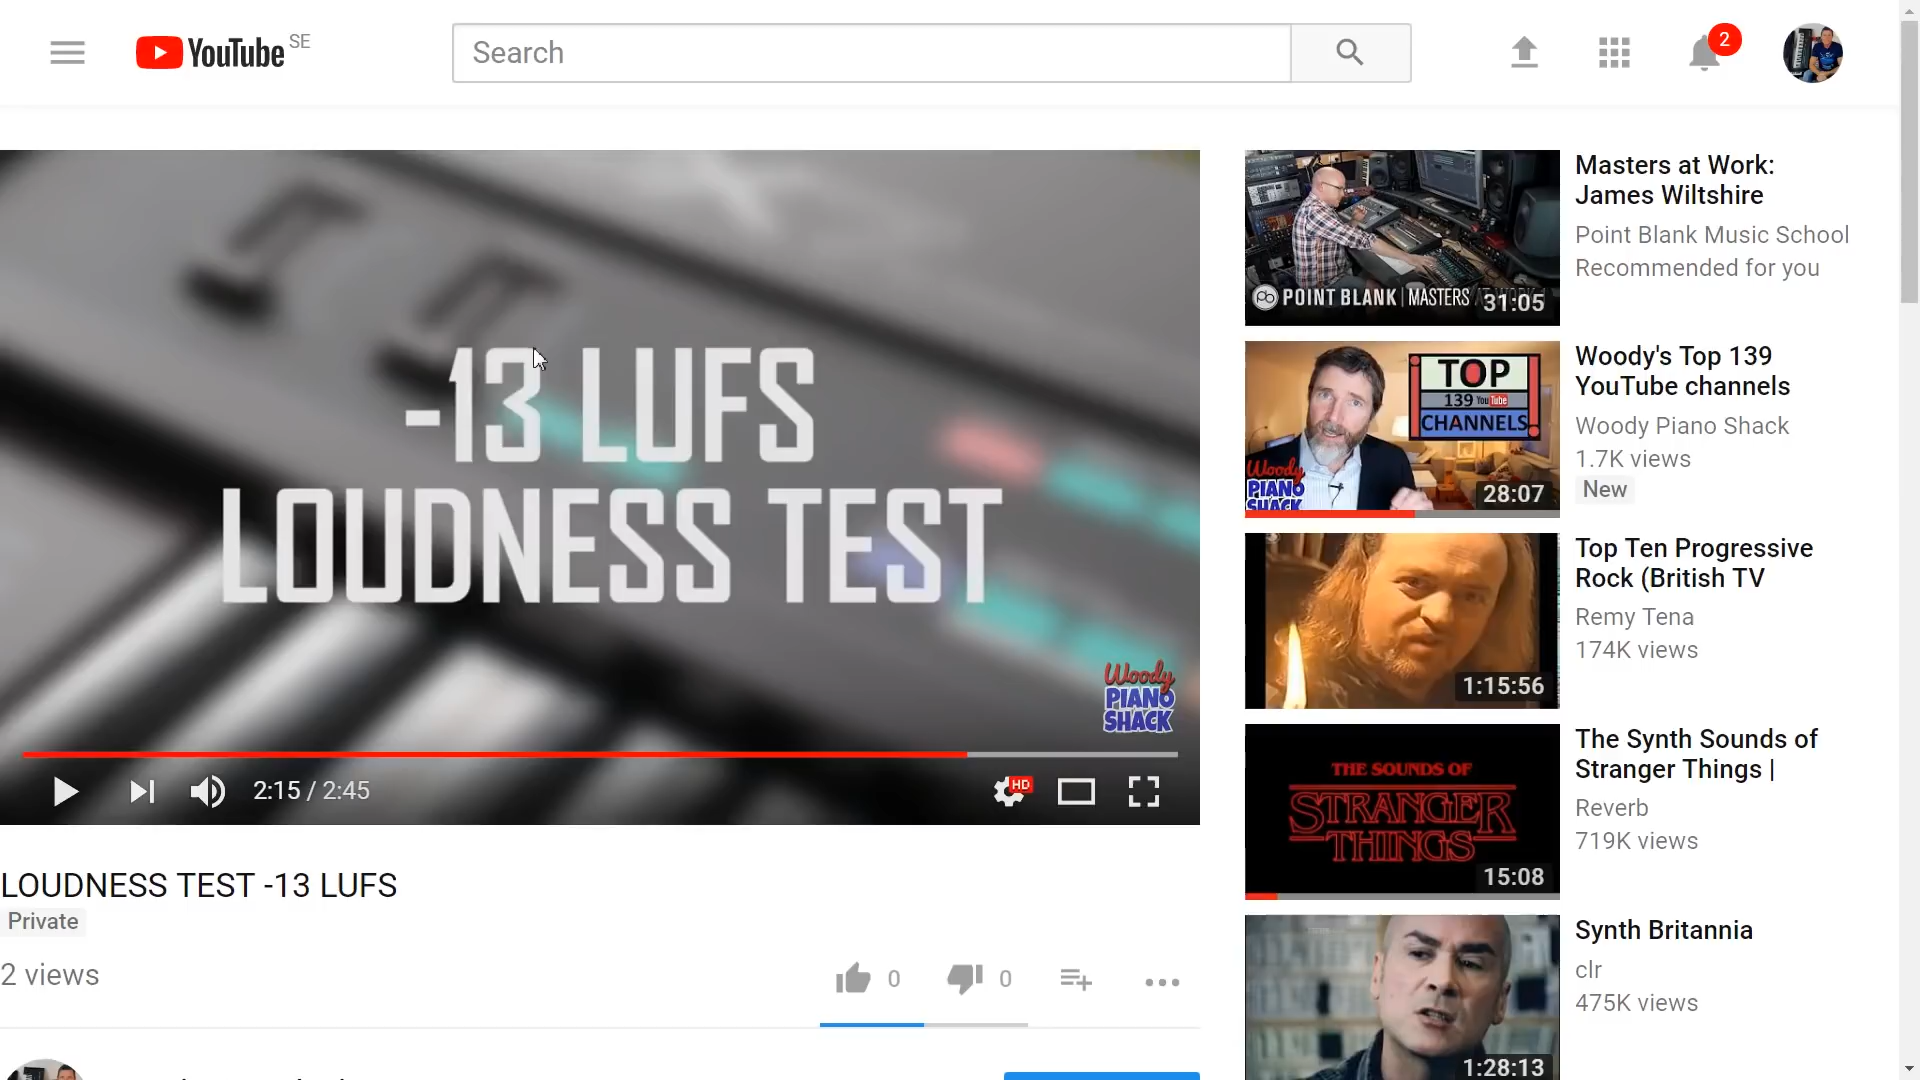 YouTube SE
Search
2
-13 LUFS
LOUDNESS TEST
Woody
PIANO
SHACK
2:15 / 2:45
HD
LOUDNESS TEST -13 LUFS
Private
2 views
0
0
POINT BLANK | MASTERS
31:05
Masters at Work:
James Wiltshire
Point Blank Music School
Recommended for you
TOP
139 YouTube
CHANNELS
Woody
PIANO
SHACK
28:07
Woody's Top 139
YouTube channels
Woody Piano Shack
1.7K views
New
1:15:56
Top Ten Progressive
Rock (British TV
Remy Tena
174K views
THE SOUNDS OF
STRANGER
THINGS
15:08
The Synth Sounds of
Stranger Things |
Reverb
719K views
1:28:13
Synth Britannia
clr
475K views